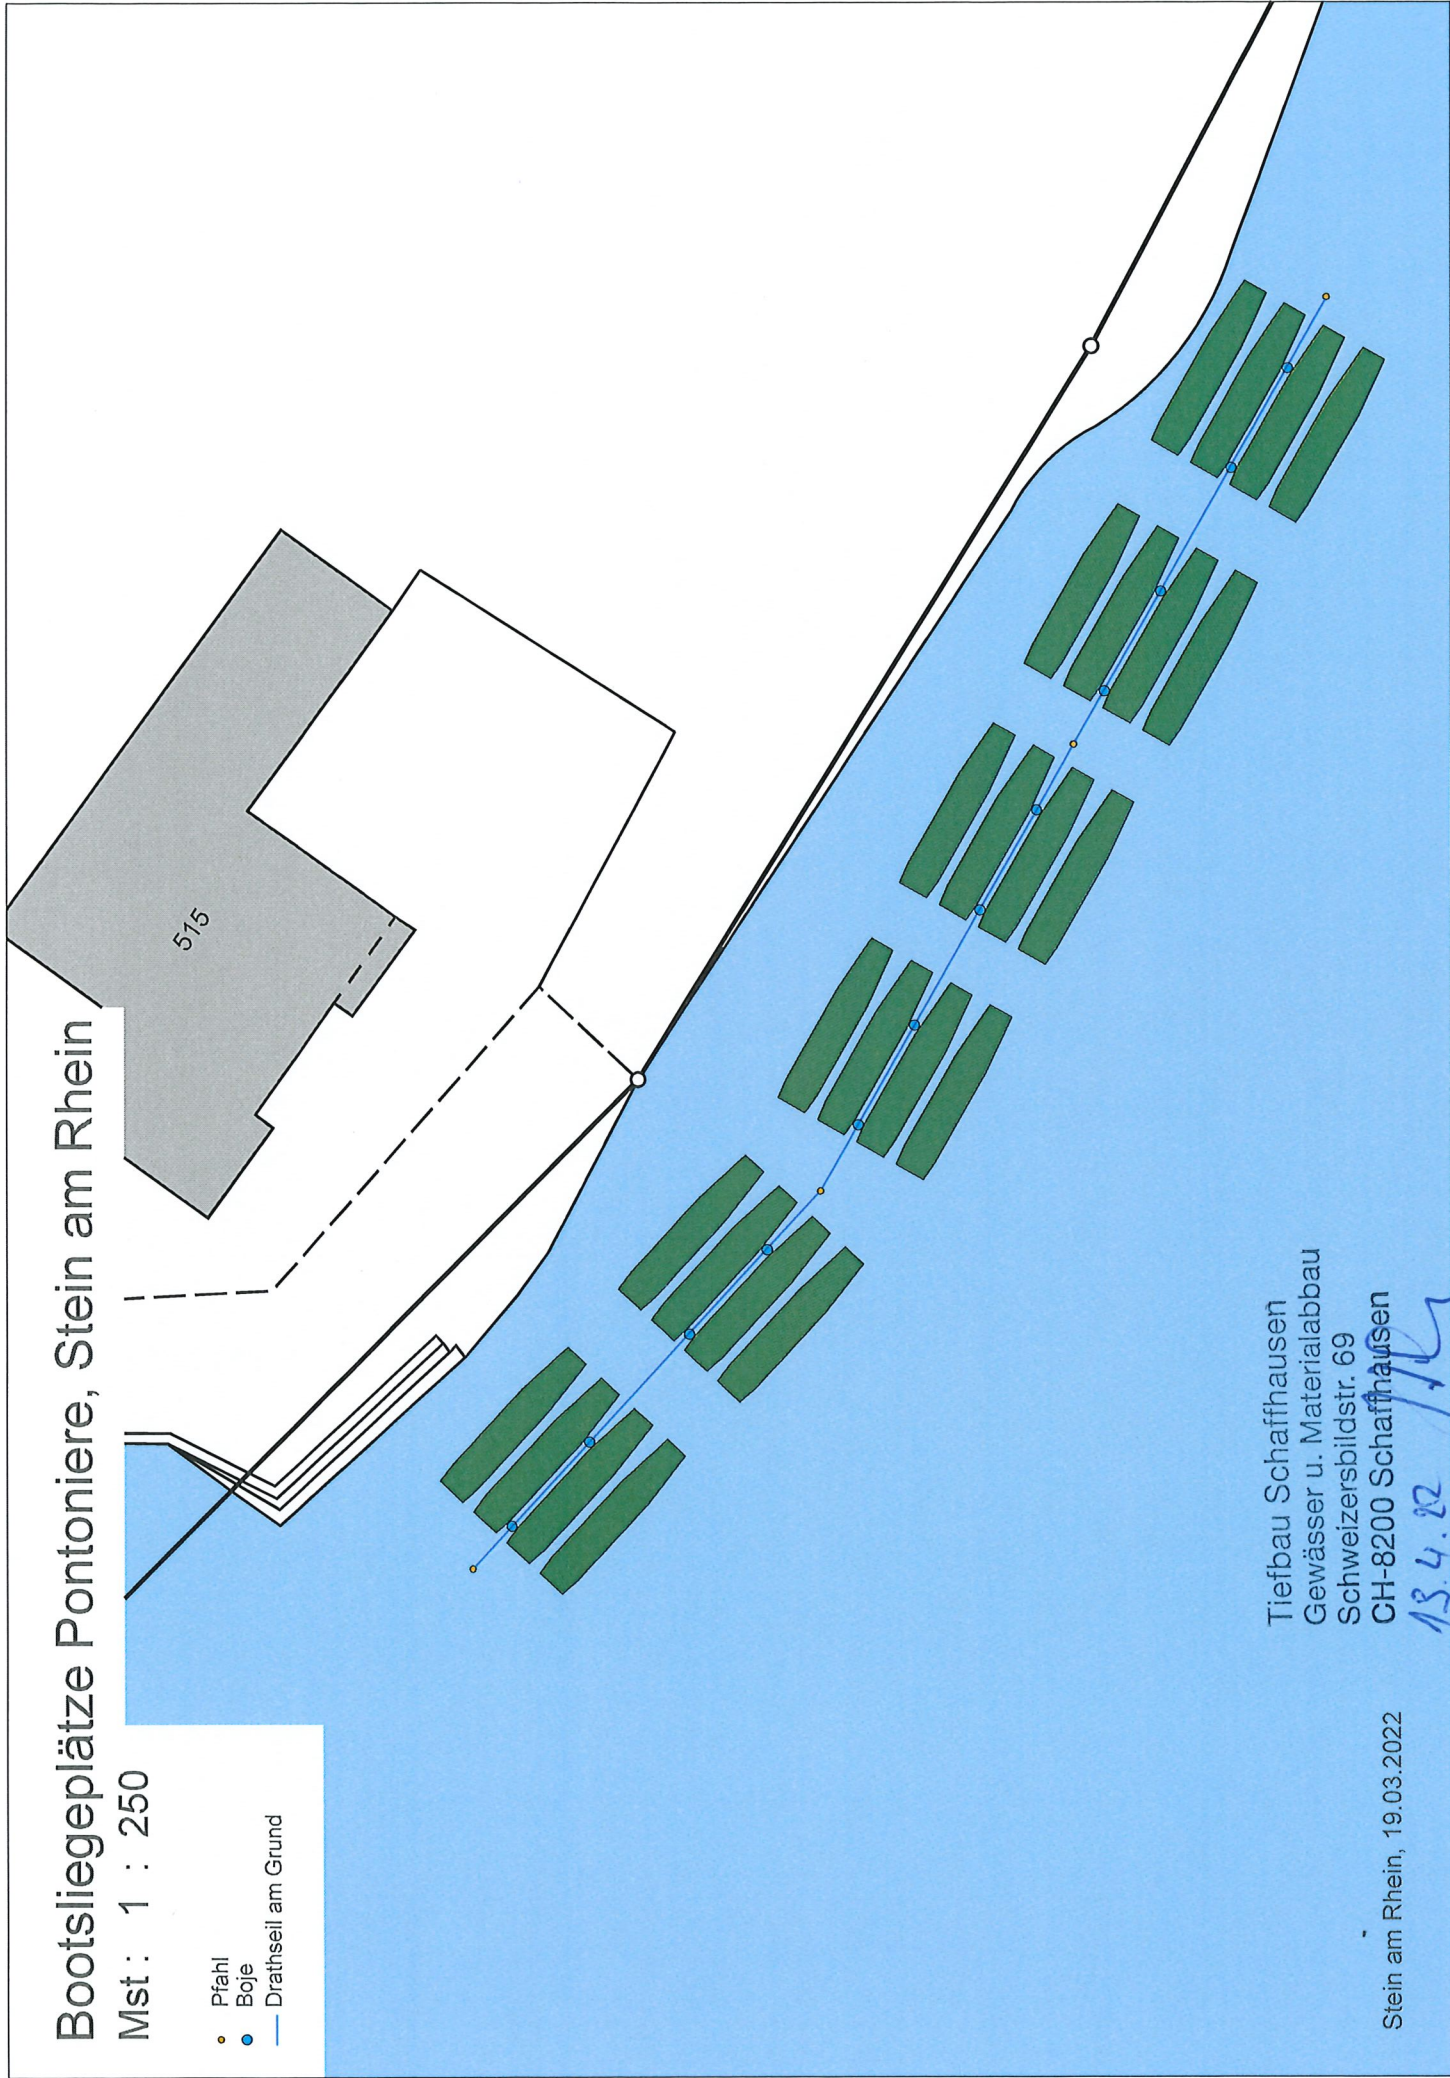 Bootsliegeplätze Pontoniere, Stein am Rhein
Mst : 1 : 250
Pfahl
Boje
Drathseil am Grund
515
Tiefbau Schaffhausen
Gewässer u. Materialabbau
Schweizersbildstr. 69
CH-8200 Schaffhausen
13.4.22
Stein am Rhein, 19.03.2022